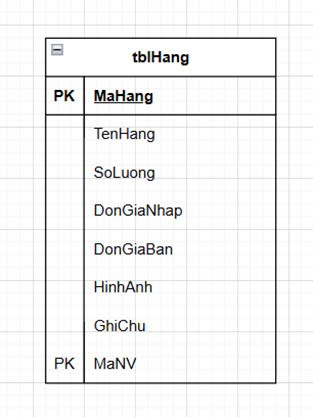 tblHang
PK MaHang
TenHang
SoLuong
DonGiaNhap
DonGiaBan
HinhAnh
GhiChu
PK MaNV